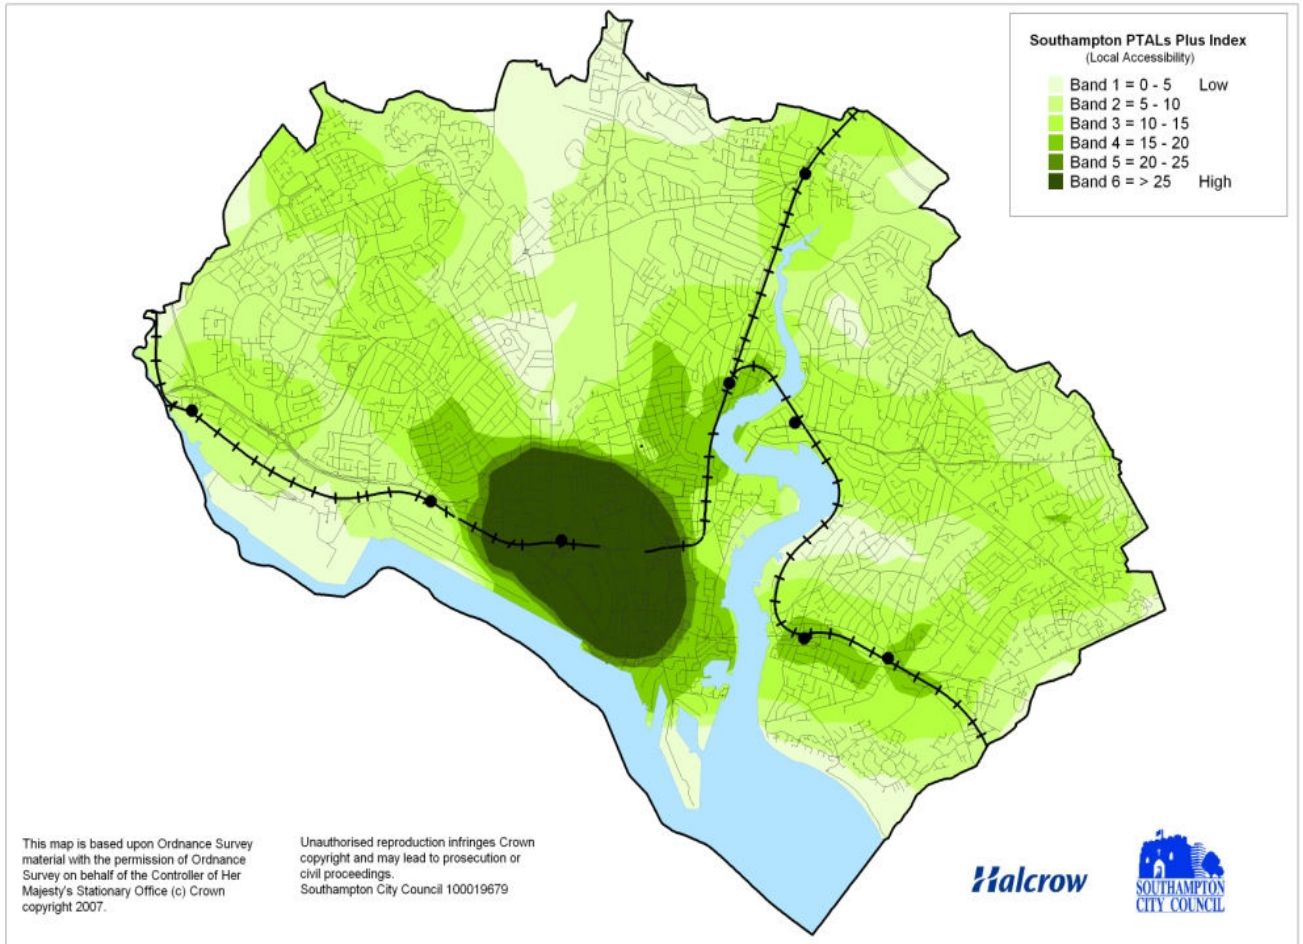 Southampton PTALs Plus Index
(Local Accessibility)
Band 1 = 0 - 5 Low
Band 2 = 5 - 10
Band 3 = 10 - 15
Band 4 = 15 - 20
Band 5 = 20 - 25
Band 6 = > 25 High
This map is based upon Ordnance Survey
material with the permission of Ordnance
Survey on behalf of the Controller of Her
Majesty's Stationary Office (c) Crown
copyright 2007.
Unauthorised reproduction infringes Crown
copyright and may lead to prosecution or
civil proceedings.
Southampton City Council 100019679
Halcrow
SOUTHAMPTON
CITY COUNCIL